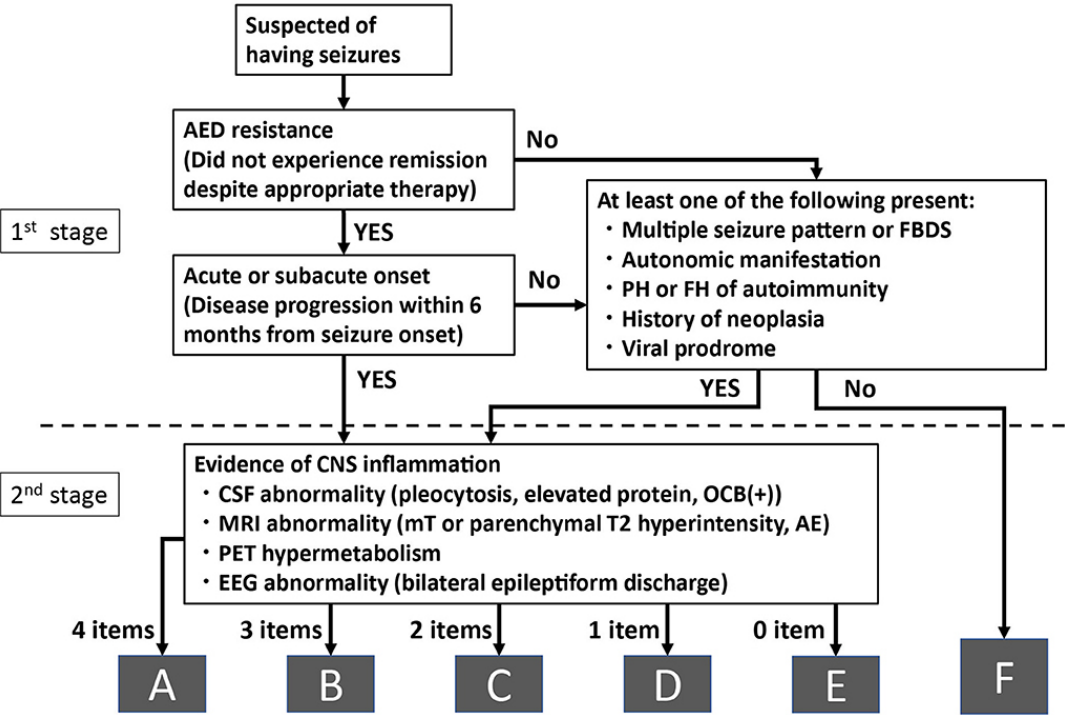 Suspected of
having seizures
AED resistance
(Did not experience remission
despite appropriate therapy)
No
At least one of the following present:
・Multiple seizure pattern or FBDS
・Autonomic manifestation
・PH or FH of autoimmunity
・History of neoplasia
・Viral prodrome
1st stage
YES
Acute or subacute onset
(Disease progression within 6
months from seizure onset)
No
YES
YES
No
2nd stage
Evidence of CNS inflammation
・CSF abnormality (pleocytosis, elevated protein, OCB(+))
・MRI abnormality (mT or parenchymal T2 hyperintensity, AE)
・PET hypermetabolism
・EEG abnormality (bilateral epileptiform discharge)
4 items
3 items
2 items
1 item
0 item
A
B
C
D
E
F